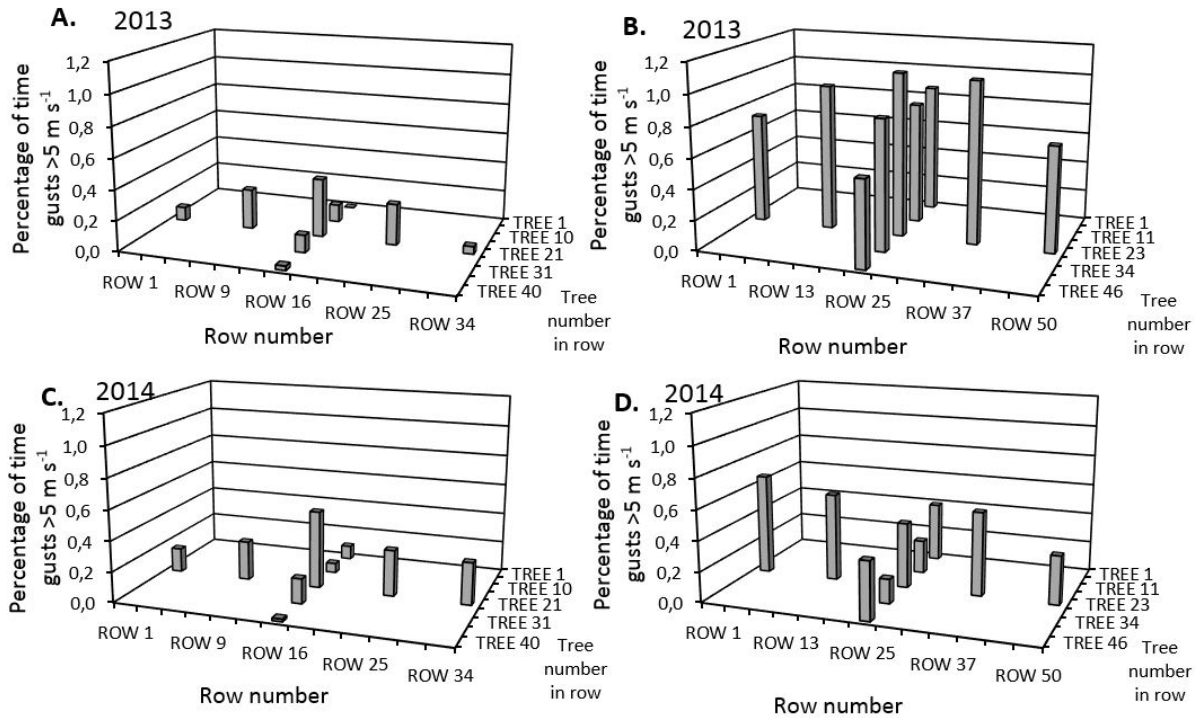 A.
2013
Percentage of time
gusts >5 m s⁻¹
1,2
1,0
0,8
0,6
0,4
0,2
0,0
ROW 1
ROW 9
ROW 16
ROW 25
ROW 34
Row number
TREE 1
TREE 10
TREE 21
TREE 31
TREE 40
Tree
number
in row
B.
2013
Percentage of time
gusts >5 m s⁻¹
1,2
1,0
0,8
0,6
0,4
0,2
0,0
ROW 1
ROW 13
ROW 25
ROW 37
ROW 50
Row number
TREE 1
TREE 11
TREE 23
TREE 34
TREE 46
Tree
number
in row
C.
2014
Percentage of time
gusts >5 m s⁻¹
1,2
1,0
0,8
0,6
0,4
0,2
0,0
ROW 1
ROW 9
ROW 16
ROW 25
ROW 34
Row number
TREE 1
TREE 10
TREE 21
TREE 31
TREE 40
Tree
number
in row
D.
2014
Percentage of time
gusts >5 m s⁻¹
1,2
1,0
0,8
0,6
0,4
0,2
0,0
ROW 1
ROW 13
ROW 25
ROW 37
ROW 50
Row number
TREE 1
TREE 11
TREE 23
TREE 34
TREE 46
Tree
number
in row